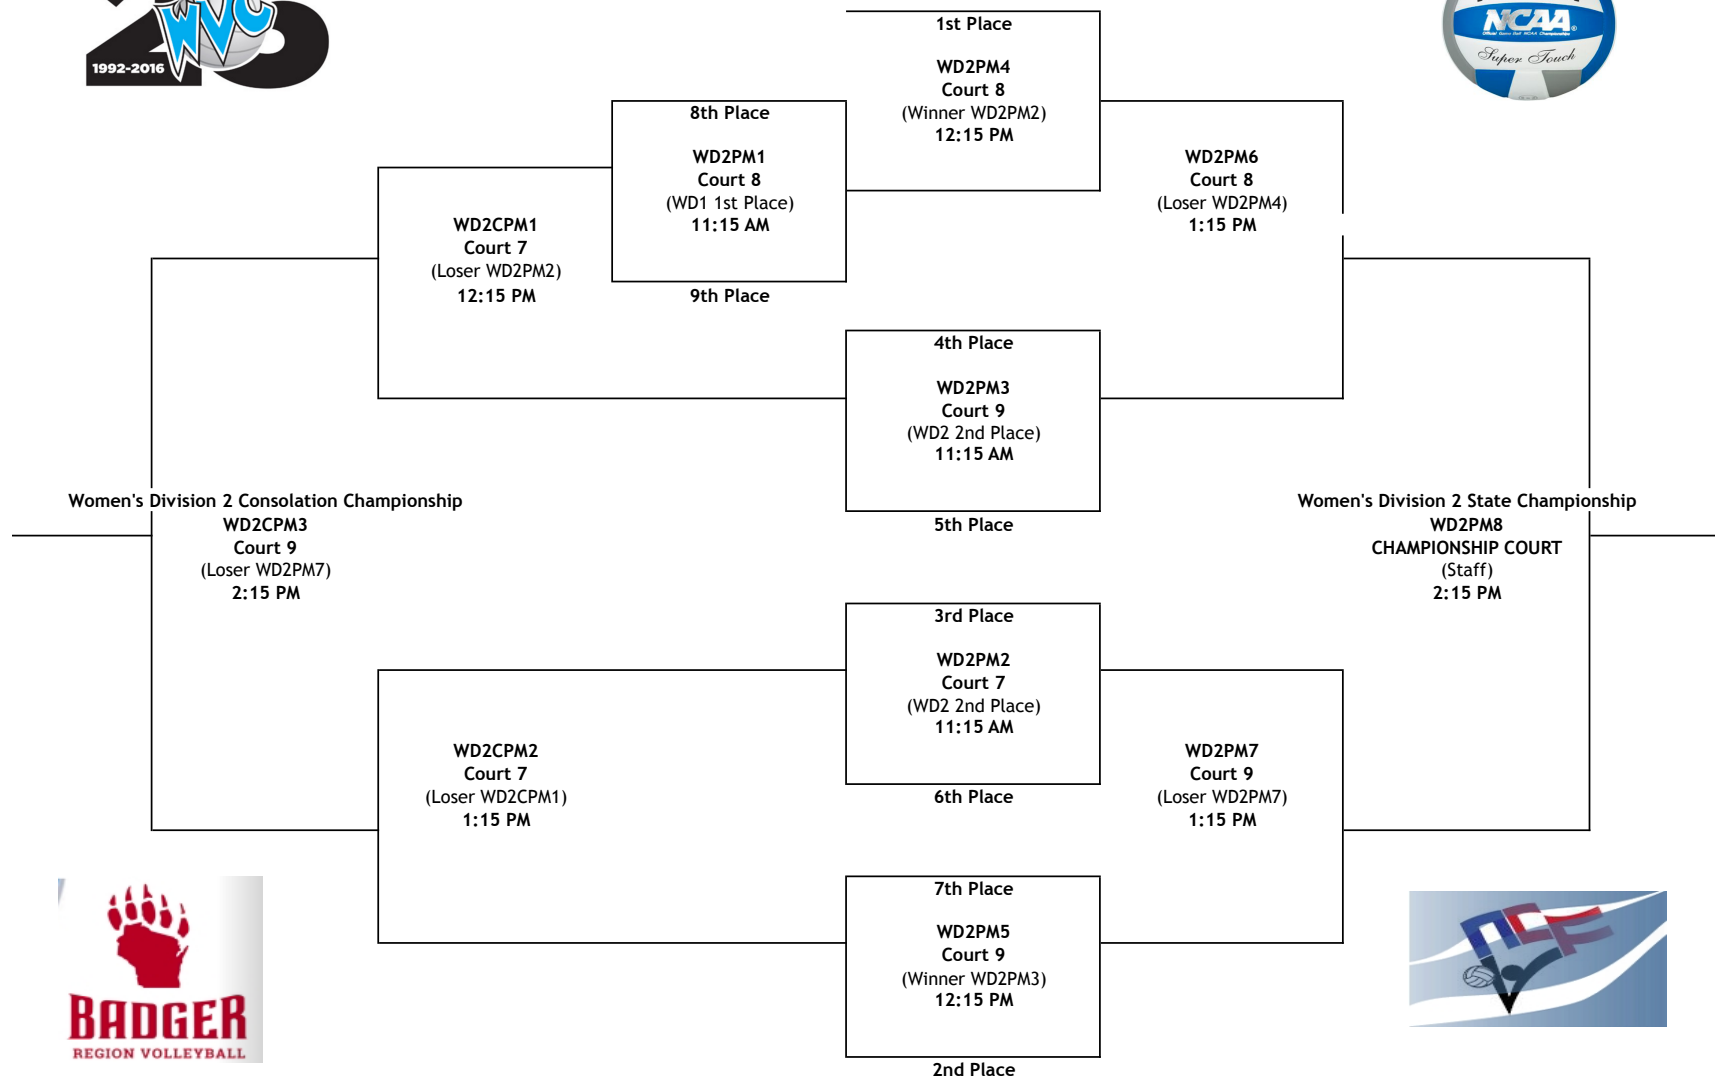 WVC
1992-2016
NCAA
Super Touch
1st Place
WD2PM4
Court 8
(Winner WD2PM2)
12:15 PM
8th Place
WD2PM1
Court 8
(WD1 1st Place)
11:15 AM
9th Place
WD2PM6
Court 8
(Loser WD2PM4)
1:15 PM
WD2CPM1
Court 7
(Loser WD2PM2)
12:15 PM
4th Place
WD2PM3
Court 9
(WD2 2nd Place)
11:15 AM
5th Place
Women's Division 2 Consolation Championship
WD2CPM3
Court 9
(Loser WD2PM7)
2:15 PM
Women's Division 2 State Championship
WD2PM8
CHAMPIONSHIP COURT
(Staff)
2:15 PM
3rd Place
WD2PM2
Court 7
(WD2 2nd Place)
11:15 AM
6th Place
WD2CPM2
Court 7
(Loser WD2CPM1)
1:15 PM
WD2PM7
Court 9
(Loser WD2PM7)
1:15 PM
7th Place
WD2PM5
Court 9
(Winner WD2PM3)
12:15 PM
2nd Place
BADGER
REGION VOLLEYBALL